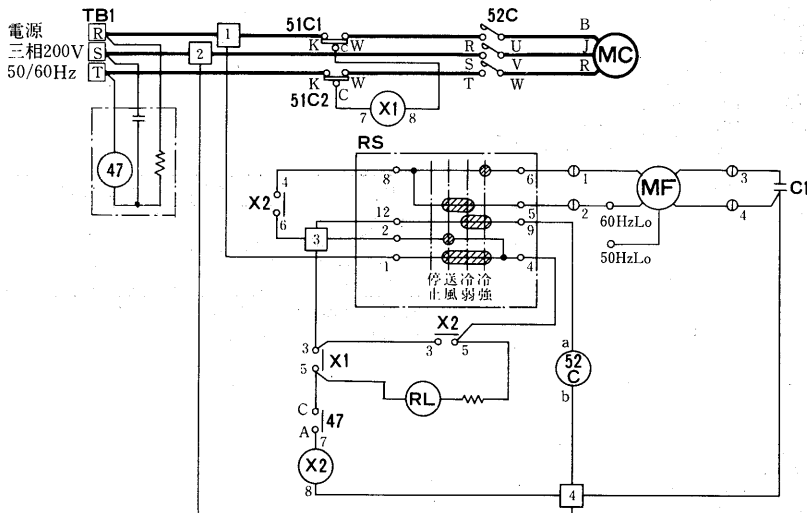 TB1
電源
三相200V
50/60Hz
R
S
T
1
2
51C1
K
C
W
52C
R
S
T
U
V
W
B
J
R
MC
K
W
C
51C2
7
X1
8
47
RS
8
6
1
MF
3
C1
4
X2
6
12
2
1
5
9
4
2
60HzLo
50HzLo
4
3
停止
送風
冷弱
冷強
X2
3
5
3
X1
5
RL
a
52
C
b
C
47
A
7
X2
8
4